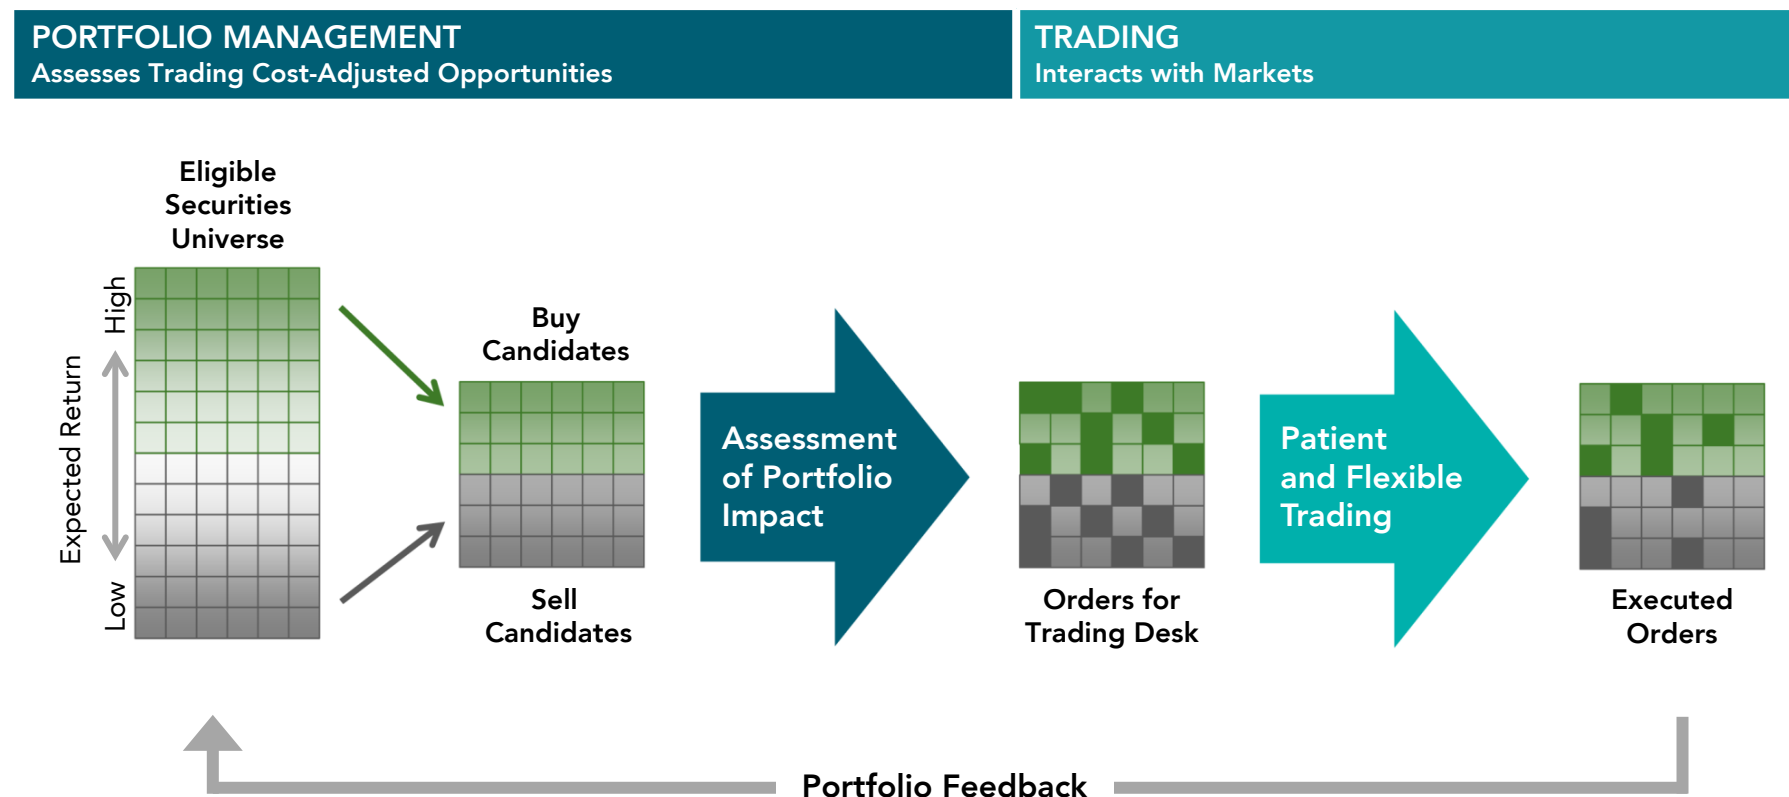 PORTFOLIO MANAGEMENT
Assesses Trading Cost-Adjusted Opportunities
TRADING
Interacts with Markets
Eligible
Securities
Universe
High
Expected Return
Low
Buy
Candidates
Sell
Candidates
Assessment
of Portfolio
Impact
Orders for
Trading Desk
Patient
and Flexible
Trading
Executed
Orders
Portfolio Feedback